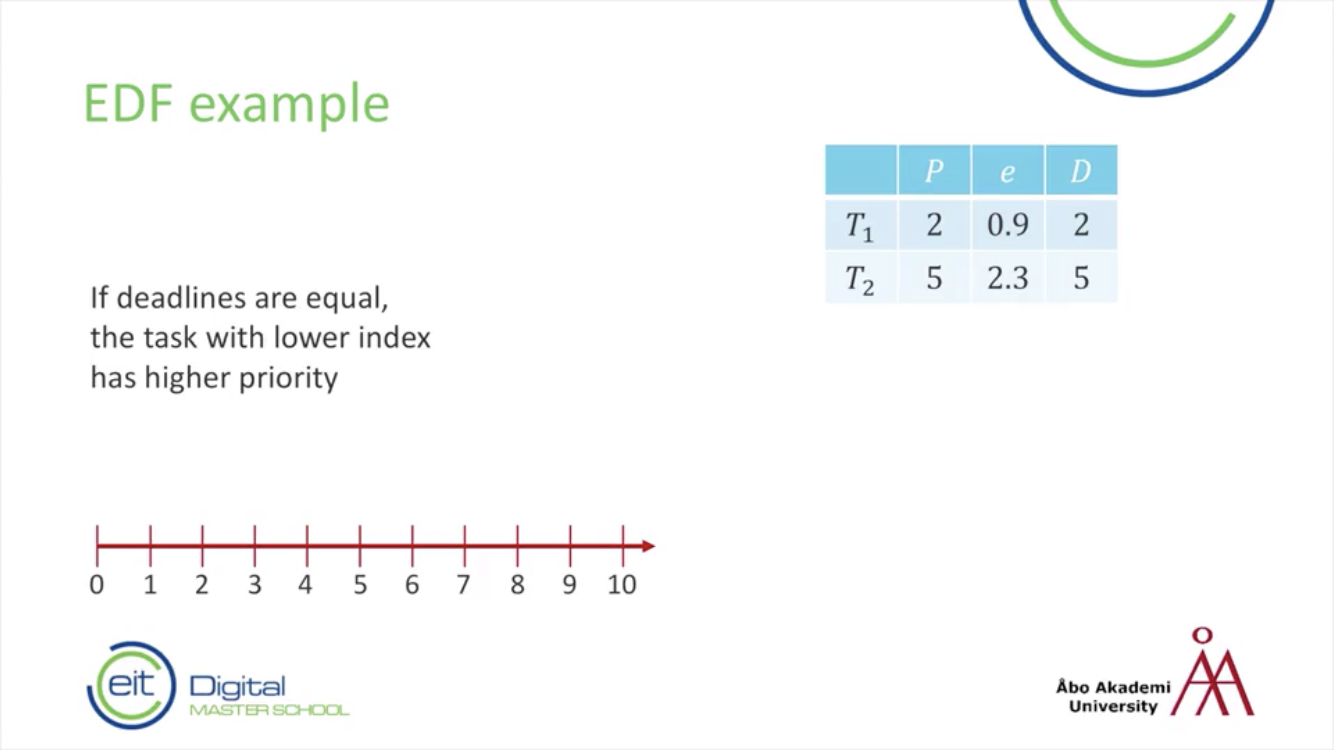 EDF example
P e D
T₁ 2 0.9 2
T₂ 5 2.3 5
If deadlines are equal,
the task with lower index
has higher priority
0 1 2 3 4 5 6 7 8 9 10
eit Digital
MASTER SCHOOL
Åbo Akademi
University